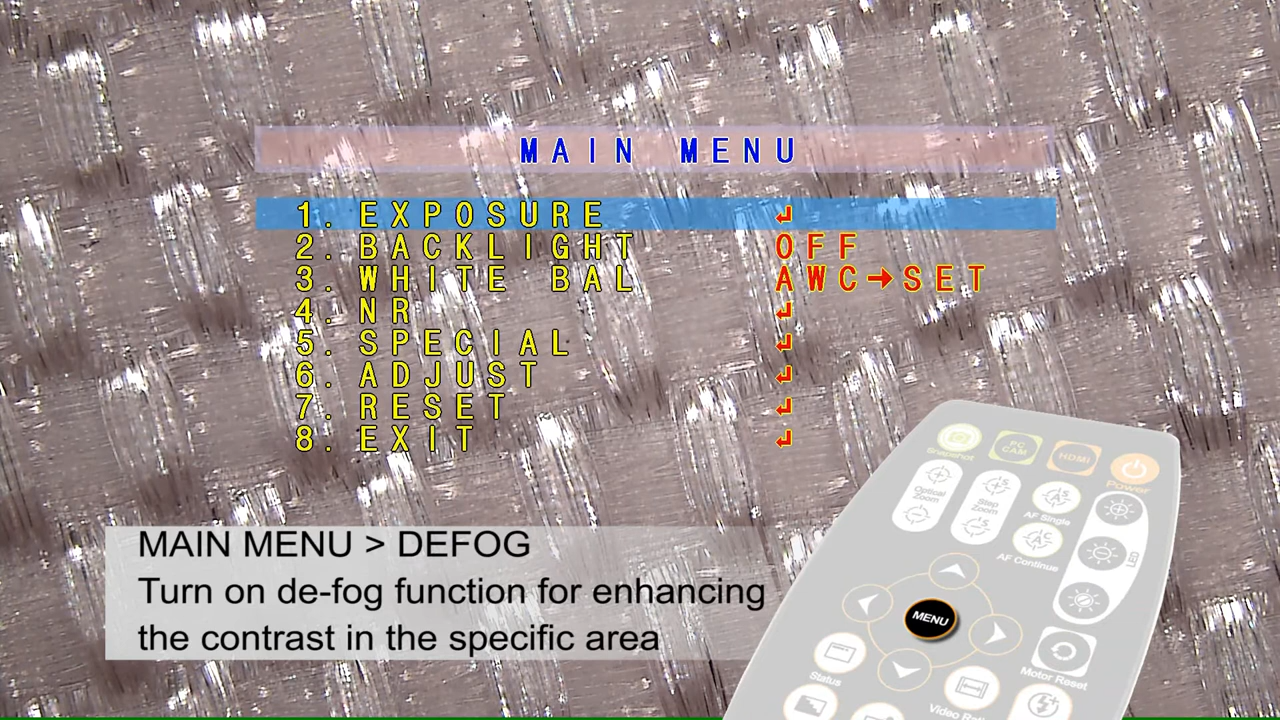 MAIN MENU
1. EXPOSURE ↲
2. BACKLIGHT OFF
3. WHITE BAL AWC→SET
4. NR ↲
5. SPECIAL ↲
6. ADJUST ↲
7. RESET ↲
8. EXIT ↲
MAIN MENU > DEFOG
Turn on de-fog function for enhancing
the contrast in the specific area
Snapshot
PC
CAM
HDMI
Power
Optical
Zoom
Step
Zoom
S
S
AF Single
AF Continue
LED
MENU
Status
Motor Reset
Video